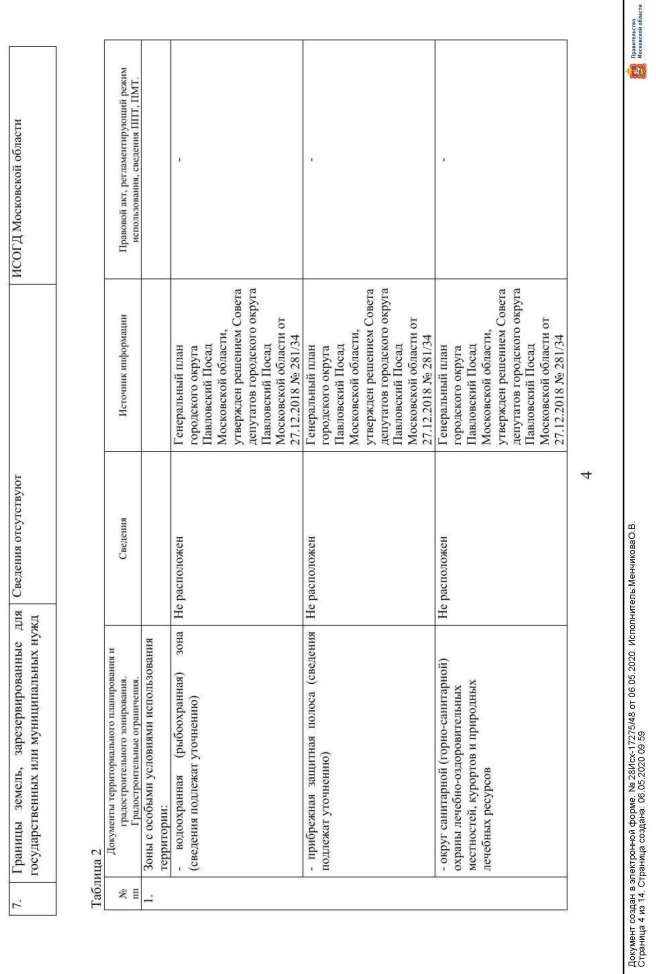 7.
Границы земель, зарезервированные для
государственных или муниципальных нужд
Сведения отсутствуют
ИСОГД Московской области
Таблица 2
№
пп
Документы территориального планирования и
градостроительного зонирования.
Градостроительные ограничения.
Сведения
Источник информации
Правовой акт, регламентирующий режим
использования, сведения ППТ, ПМТ.
1.
Зоны с особыми условиями использования
территории:
- водоохранная (рыбоохранная) зона
(сведения подлежат уточнению)
Не расположен
Генеральный план
городского округа
Павловский Посад
Московской области,
утвержден решением Совета
депутатов городского округа
Павловский Посад
Московской области от
27.12.2018 № 281/34
-
- прибрежная защитная полоса (сведения
подлежат уточнению)
Не расположен
Генеральный план
городского округа
Павловский Посад
Московской области,
утвержден решением Совета
депутатов городского округа
Павловский Посад
Московской области от
27.12.2018 № 281/34
-
- округ санитарной (горно-санитарной)
охраны лечебно-оздоровительных
местностей, курортов и природных
лечебных ресурсов
Не расположен
Генеральный план
городского округа
Павловский Посад
Московской области,
утвержден решением Совета
депутатов городского округа
Павловский Посад
Московской области от
27.12.2018 № 281/34
-
4
Документ создан в электронной форме. № 28Исх-17275/48 от 06.05.2020. Исполнитель:МенчиковаО.В.
Страница 4 из 14. Страница создана: 06.05.2020 09:59
Правительство
Московской области